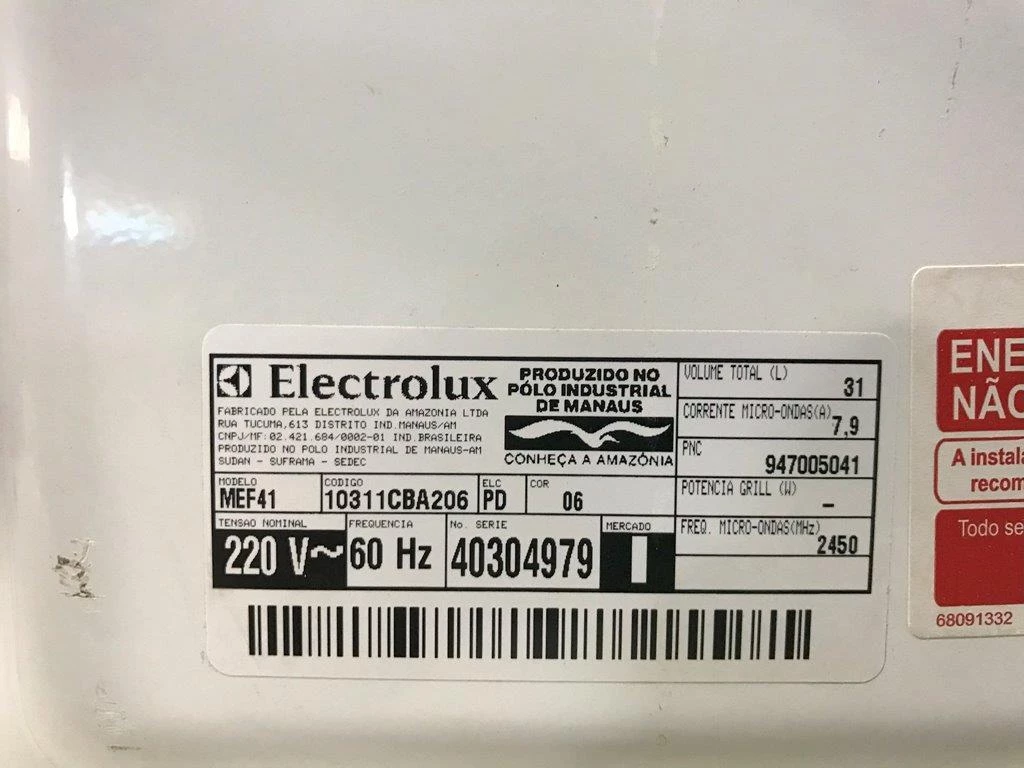 Electrolux
FABRICADO PELA ELECTROLUX DA AMAZONIA LTDA
RUA TUCUMA,613 DISTRITO IND.MANAUS/AM
CNPJ/MF:02.421.684/0002-01 IND.BRASILEIRA
PRODUZIDO NO POLO INDUSTRIAL DE MANAUS-AM
SUDAN - SUFRAMA - SEDEC
PRODUZIDO NO
PÓLO INDUSTRIAL
DE MANAUS
CONHEÇA A AMAZÔNIA
VOLUME TOTAL (L)
31
CORRENTE MICRO-ONDAS(A)
7,9
PNC
947005041
POTENCIA GRILL (W)
–
FREQ. MICRO-ONDAS(MHz)
2450
MODELO
MEF41
CODIGO
10311CBA206
ELC
PD
COR
06
TENSAO NOMINAL
220 V~
FREQUENCIA
60 Hz
No. SERIE
40304979
MERCADO
I
ENE
NÃO
A instala
recom
Todo se
68091332